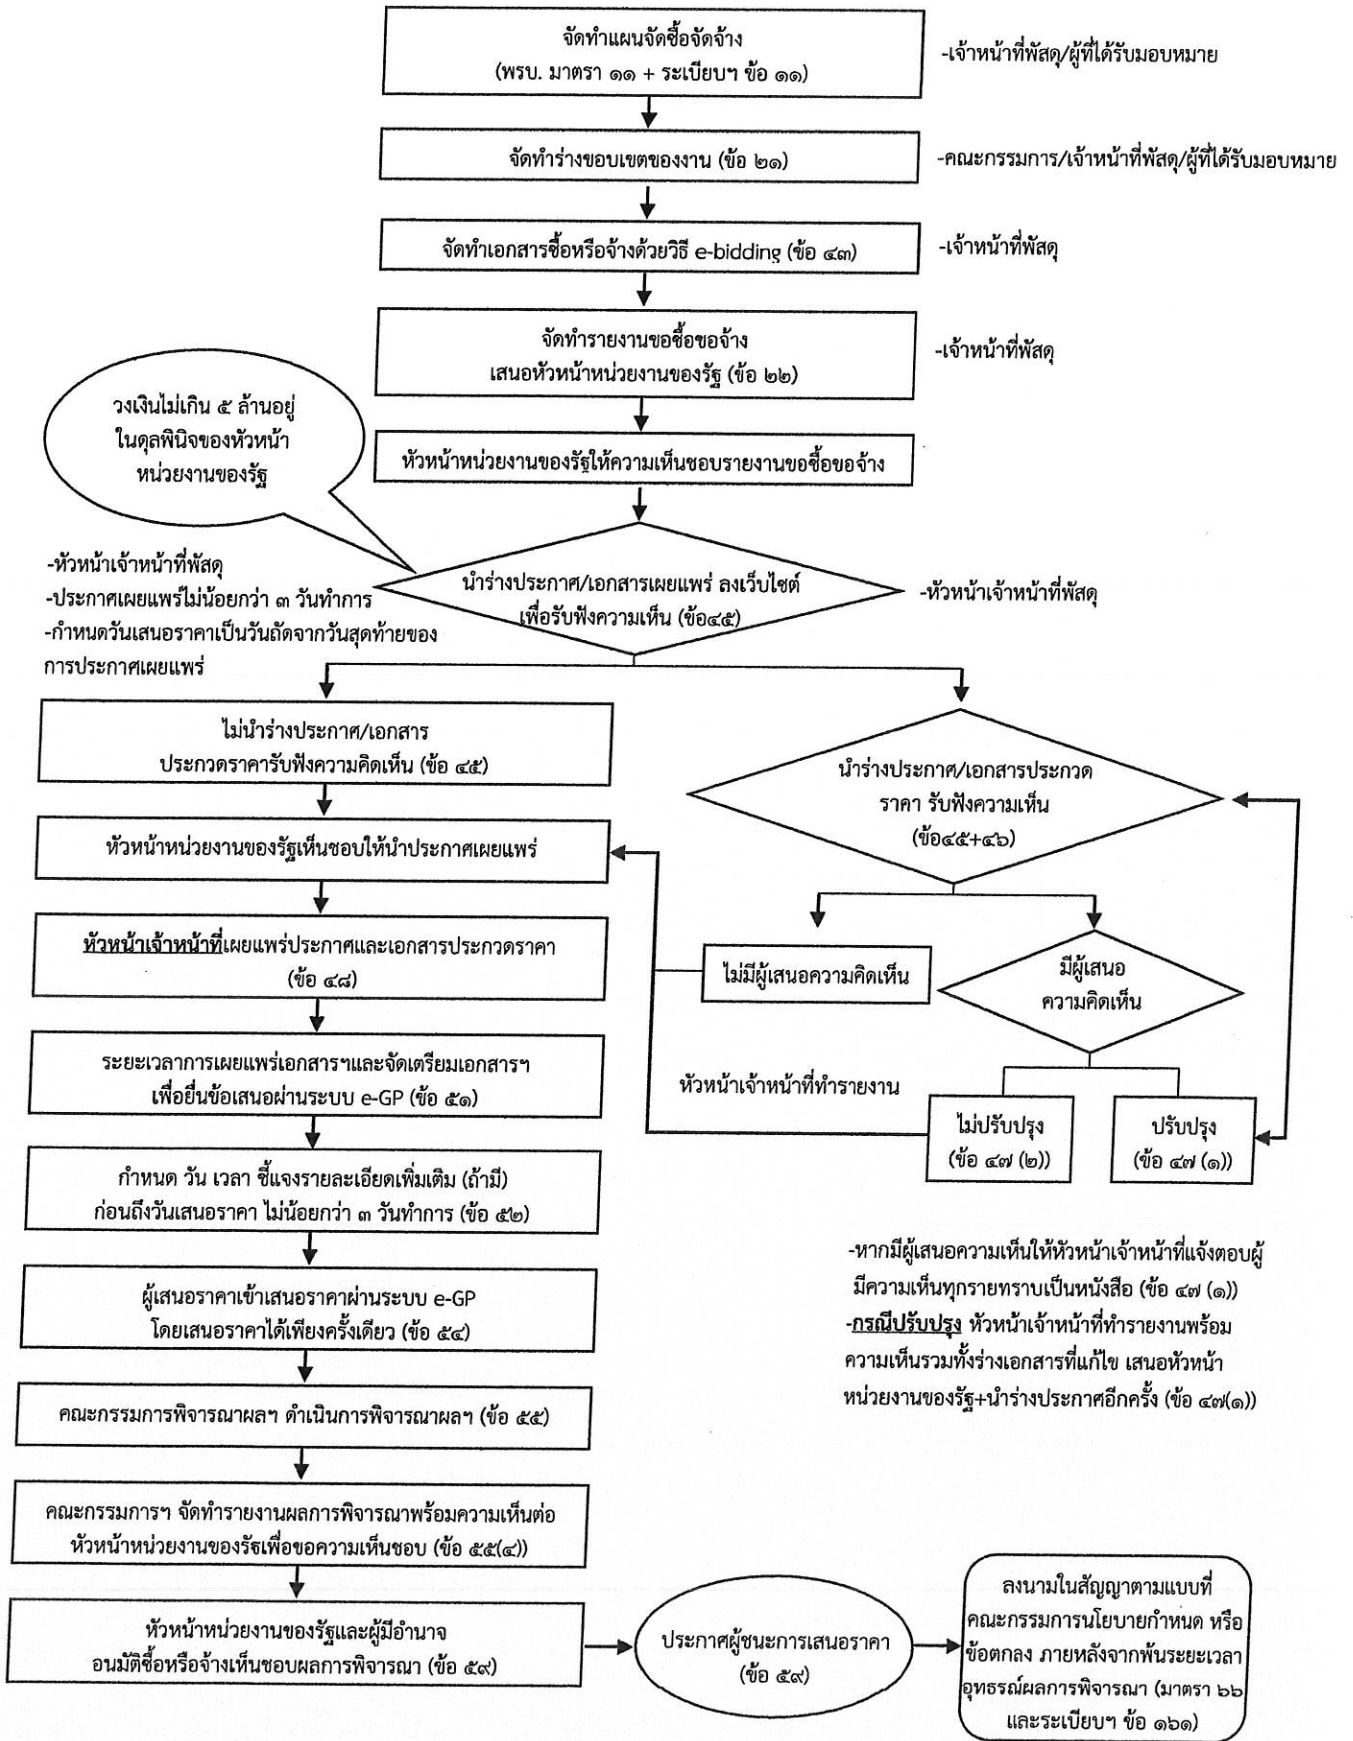 จัดทำแผนจัดซื้อจัดจ้าง
(พรบ. มาตรา ๑๑ + ระเบียบฯ ข้อ ๑๑)
-เจ้าหน้าที่พัสดุ/ผู้ที่ได้รับมอบหมาย
จัดทำร่างขอบเขตของงาน (ข้อ ๒๑)
-คณะกรรมการ/เจ้าหน้าที่พัสดุ/ผู้ที่ได้รับมอบหมาย
จัดทำเอกสารซื้อหรือจ้างด้วยวิธี e-bidding (ข้อ ๔๓)
-เจ้าหน้าที่พัสดุ
จัดทำรายงานขอซื้อขอจ้าง
เสนอหัวหน้าหน่วยงานของรัฐ (ข้อ ๒๒)
-เจ้าหน้าที่พัสดุ
วงเงินไม่เกิน ๕ ล้านอยู่
ในดุลพินิจของหัวหน้า
หน่วยงานของรัฐ
หัวหน้าหน่วยงานของรัฐให้ความเห็นชอบรายงานขอซื้อขอจ้าง
-หัวหน้าเจ้าหน้าที่พัสดุ
-ประกาศเผยแพร่ไม่น้อยกว่า ๓ วันทำการ
-กำหนดวันเสนอราคาเป็นวันถัดจากวันสุดท้ายของ
การประกาศเผยแพร่
นำร่างประกาศ/เอกสารเผยแพร่ ลงเว็บไซต์
เพื่อรับฟังความเห็น (ข้อ๔๕)
-หัวหน้าเจ้าหน้าที่พัสดุ
ไม่นำร่างประกาศ/เอกสาร
ประกวดราคารับฟังความคิดเห็น (ข้อ ๔๕)
นำร่างประกาศ/เอกสารประกวด
ราคา รับฟังความเห็น
(ข้อ๔๕+๔๖)
หัวหน้าหน่วยงานของรัฐเห็นชอบให้นำประกาศเผยแพร่
หัวหน้าเจ้าหน้าที่เผยแพร่ประกาศและเอกสารประกวดราคา
(ข้อ ๔๘)
ไม่มีผู้เสนอความคิดเห็น
มีผู้เสนอ
ความคิดเห็น
ระยะเวลาการเผยแพร่เอกสารฯและจัดเตรียมเอกสารฯ
เพื่อยื่นข้อเสนอผ่านระบบ e-GP (ข้อ ๕๑)
หัวหน้าเจ้าหน้าที่ทำรายงาน
ไม่ปรับปรุง
(ข้อ ๔๗ (๒))
ปรับปรุง
(ข้อ ๔๗ (๑))
กำหนด วัน เวลา ชี้แจงรายละเอียดเพิ่มเติม (ถ้ามี)
ก่อนถึงวันเสนอราคา ไม่น้อยกว่า ๓ วันทำการ (ข้อ ๕๒)
-หากมีผู้เสนอความเห็นให้หัวหน้าเจ้าหน้าที่แจ้งตอบผู้
มีความเห็นทุกรายทราบเป็นหนังสือ (ข้อ ๔๗ (๑))
-กรณีปรับปรุง หัวหน้าเจ้าหน้าที่ทำรายงานพร้อม
ความเห็นรวมทั้งร่างเอกสารที่แก้ไข เสนอหัวหน้า
หน่วยงานของรัฐ+นำร่างประกาศอีกครั้ง (ข้อ ๔๗(๑))
ผู้เสนอราคาเข้าเสนอราคาผ่านระบบ e-GP
โดยเสนอราคาได้เพียงครั้งเดียว (ข้อ ๕๔)
คณะกรรมการพิจารณาผลฯ ดำเนินการพิจารณาผลฯ (ข้อ ๕๕)
คณะกรรมการฯ จัดทำรายงานผลการพิจารณาพร้อมความเห็นต่อ
หัวหน้าหน่วยงานของรัฐเพื่อขอความเห็นชอบ (ข้อ ๕๕(๔))
หัวหน้าหน่วยงานของรัฐและผู้มีอำนาจ
อนุมัติซื้อหรือจ้างเห็นชอบผลการพิจารณา (ข้อ ๕๙)
ประกาศผู้ชนะการเสนอราคา
(ข้อ ๕๙)
ลงนามในสัญญาตามแบบที่
คณะกรรมการนโยบายกำหนด หรือ
ข้อตกลง ภายหลังจากพ้นระยะเวลา
อุทธรณ์ผลการพิจารณา (มาตรา ๖๖
และระเบียบฯ ข้อ ๑๖๑)